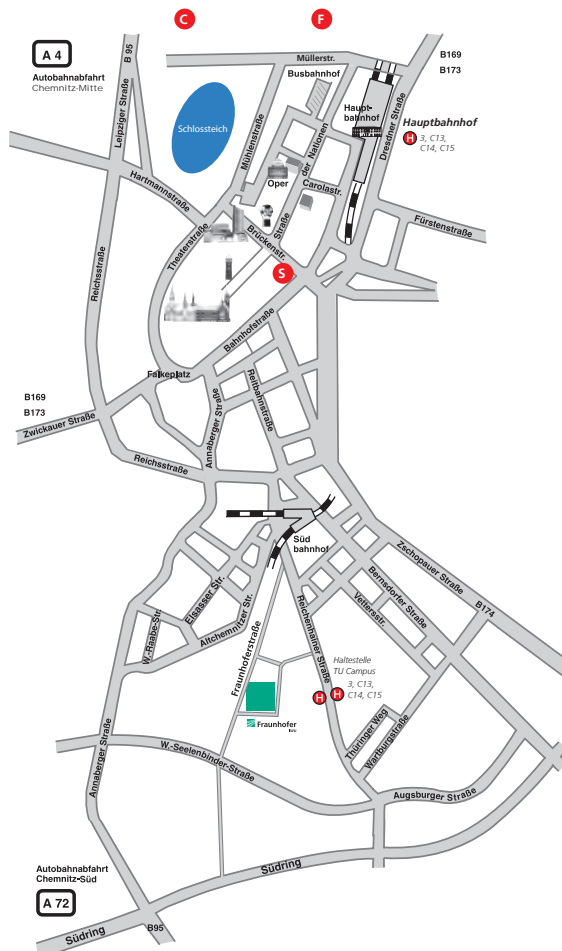 C
F
A 4
B 95
Müllerstr.
B169
B173
Autobahnabfahrt
Chemnitz-Mitte
Busbahnhof
Leipziger Straße
Schlossteich
Mühlenstraße
Haupt-
bahnhof
Dresdner Straße
Hauptbahnhof
H
3, C13,
C14, C15
Straße der Nationen
Oper
Carolastr.
Hartmannstraße
Fürstenstraße
Theaterstraße
Brückenstr.
Reichsstraße
S
Bahnhofstraße
Falkeplatz
B169
B173
Zwickauer Straße
Annaberger Straße
Reitbahnstraße
Reichsstraße
Süd
bahnhof
Zschopauer Straße
B174
Bernsdorfer Straße
Vettersstr.
Elsasser Str.
W.-Raabe-Str.
Altchemnitzer Str.
Fraunhoferstraße
Reichenhainer Straße
Haltestelle
TU Campus
3, C13,
C14, C15
H
H
Fraunhofer
IWU
Thüringer Weg
Wartburgstraße
Annaberger Straße
W.-Seelenbinder-Straße
Augsburger Straße
Autobahnabfahrt
Chemnitz-Süd
A 72
Südring
Südring
B95